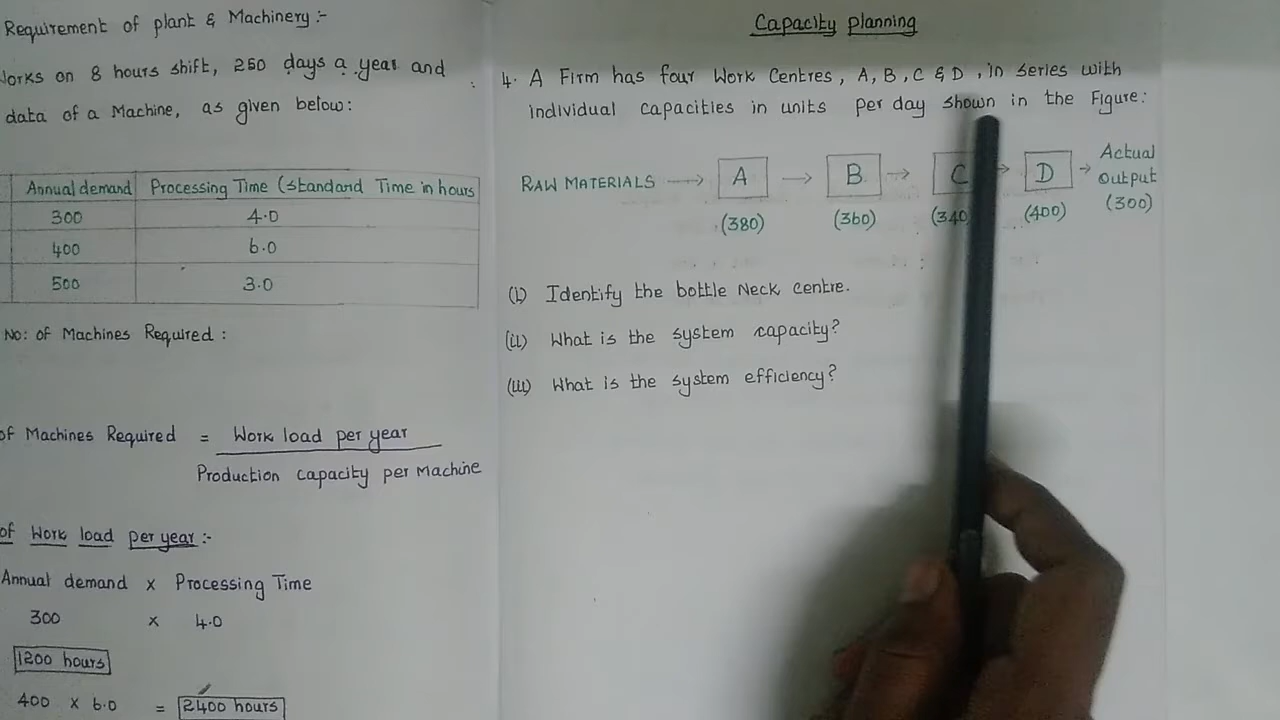 Requirement of plant & Machinery :-
Works on 8 hours shift, 250 days a year and
data of a Machine, as given below:
Annual demand Processing Time (standard Time in hours
300 4.0
400 6.0
500 3.0
No: of Machines Required :
of Machines Required = Work load per year
Production capacity per Machine
of Work load per year :-
Annual demand x Processing Time
300 x 4.0
1200 hours
400 x 6.0 = 2400 hours
Capacity planning
4. A Firm has four Work Centres, A, B, C & D, in series with
individual capacities in units per day shown in the Figure:
RAW MATERIALS → A → B → C → D → Actual output (300)
(380) (360) (340) (400)
(i) Identify the bottle Neck centre.
(ii) What is the system capacity?
(iii) What is the system efficiency?